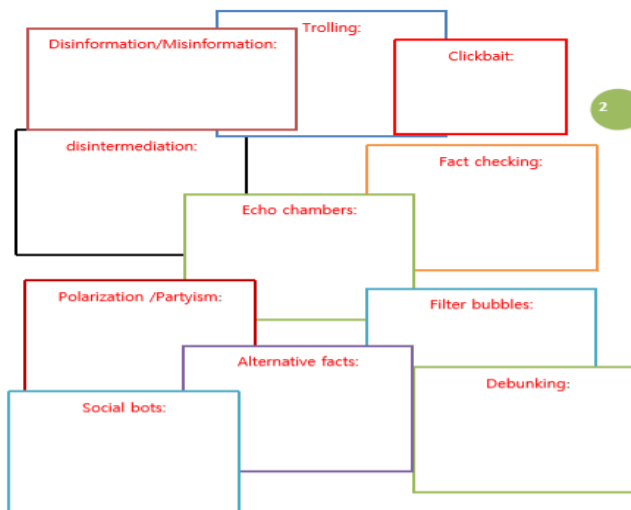 Trolling:
Disinformation/Misinformation:
Clickbait:
2
disintermediation:
Fact checking:
Echo chambers:
Polarization /Partyism:
Filter bubbles:
Alternative facts:
Debunking:
Social bots: